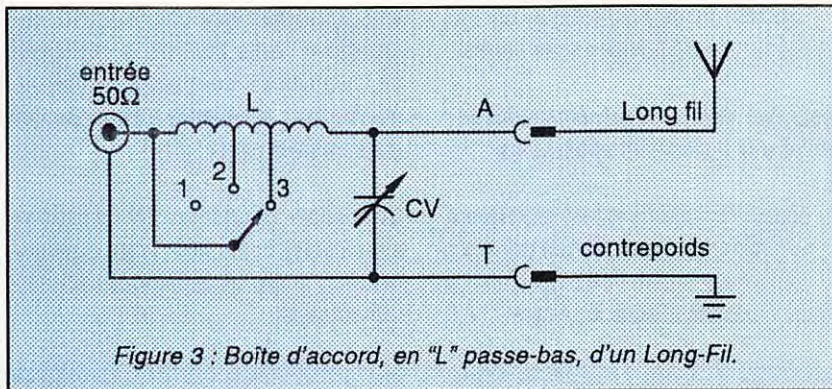 entrée
50Ω
L
A
Long fil
1
2
3
CV
T
contrepoids
Figure 3 : Boîte d'accord, en "L" passe-bas, d'un Long-Fil.